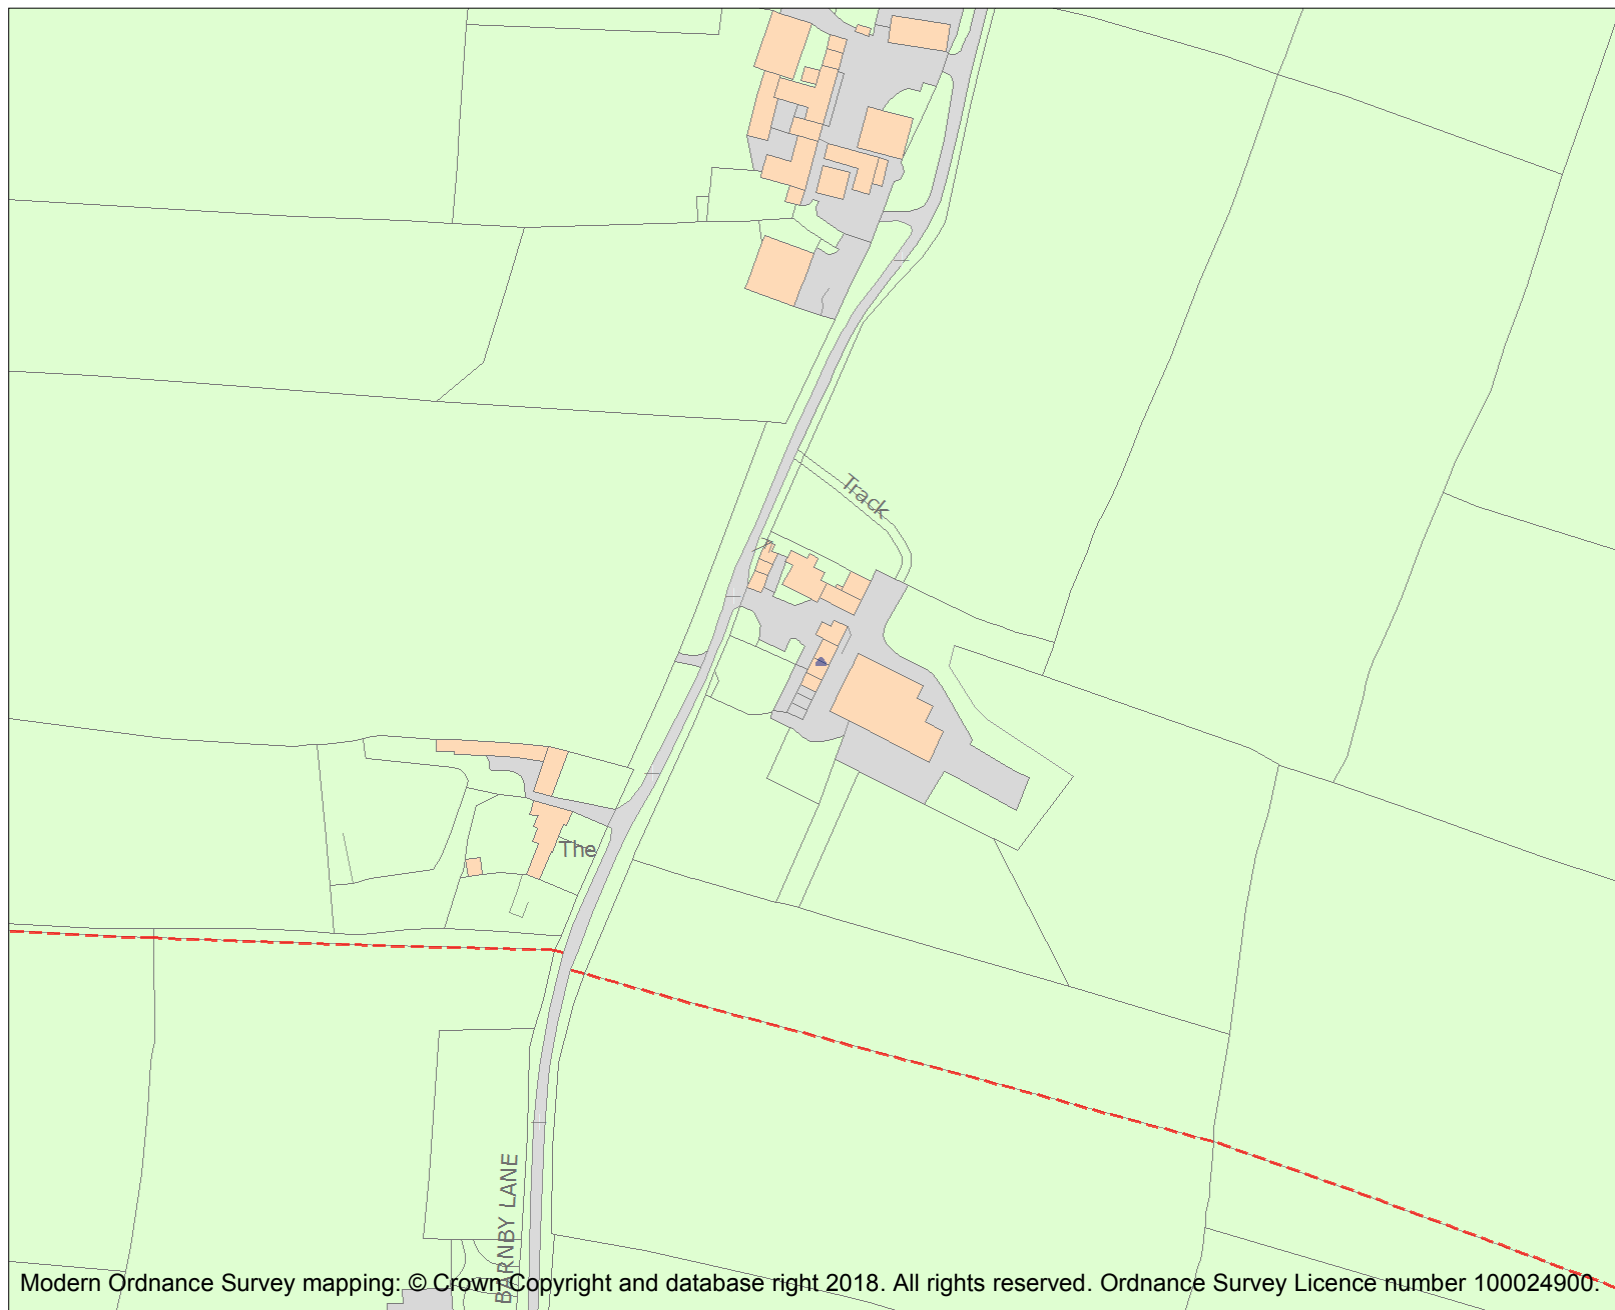 Track
The
BARNBY LANE
Modern Ordnance Survey mapping: © Crown Copyright and database right 2018. All rights reserved. Ordnance Survey Licence number 100024900.